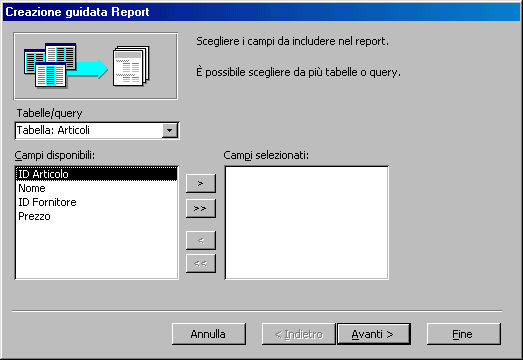 Creazione guidata Report
Scegliere i campi da includere nel report.
È possibile scegliere da più tabelle o query.
Tabelle/query
Tabella: Articoli
Campi disponibili:
Campi selezionati:
ID Articolo
Nome
ID Fornitore
Prezzo
>
>>
<
<<
Annulla
< Indietro
Avanti >
Fine